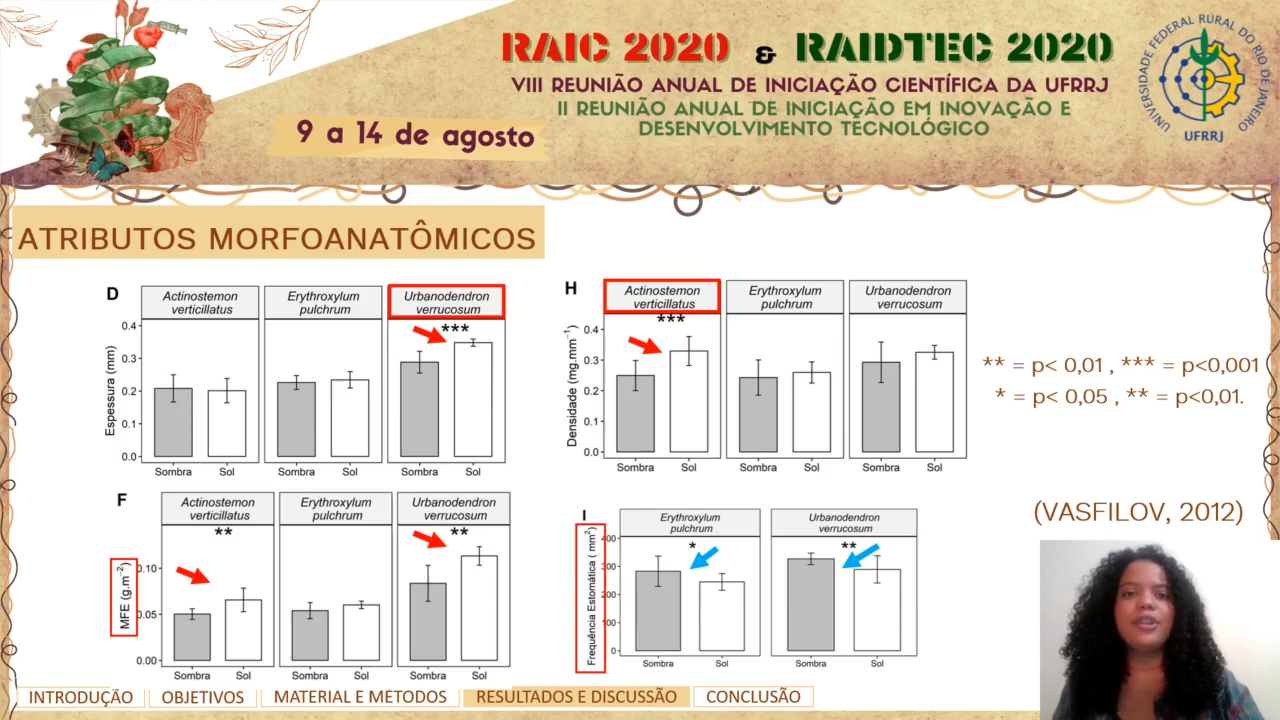 RAIC 2020 & RAIDTEC 2020
VIII REUNIÃO ANUAL DE INICIAÇÃO CIENTÍFICA DA UFRRJ
II REUNIÃO ANUAL DE INICIAÇÃO EM INOVAÇÃO E
DESENVOLVIMENTO TECNOLÓGICO
9 a 14 de agosto
UNIVERSIDADE FEDERAL RURAL DO RIO DE JANEIRO
UFRRJ
ATRIBUTOS MORFOANATÔMICOS
D
Actinostemon verticillatus
Erythroxylum pulchrum
Urbanodendron verrucosum
***
Espessura (mm)
0.4
0.3
0.2
0.1
0.0
Sombra Sol Sombra Sol Sombra Sol
H
Actinostemon verticillatus
Erythroxylum pulchrum
Urbanodendron verrucosum
***
Densidade (mg.mm⁻¹)
0.4
0.3
0.2
0.1
0.0
Sombra Sol Sombra Sol Sombra Sol
** = p< 0,01 , *** = p<0,001
* = p< 0,05 , ** = p<0,01.
F
Actinostemon verticillatus
Erythroxylum pulchrum
Urbanodendron verrucosum
** **
MFE (g.m⁻²)
0.10
0.05
0.00
Sombra Sol Sombra Sol Sombra Sol
I
Erythroxylum pulchrum
Urbanodendron verrucosum
* **
Frequência Estomática ( mm²)
400
300
200
100
0
Sombra Sol Sombra Sol
(VASFILOV, 2012)
INTRODUÇÃO OBJETIVOS MATERIAL E MÉTODOS RESULTADOS E DISCUSSÃO CONCLUSÃO